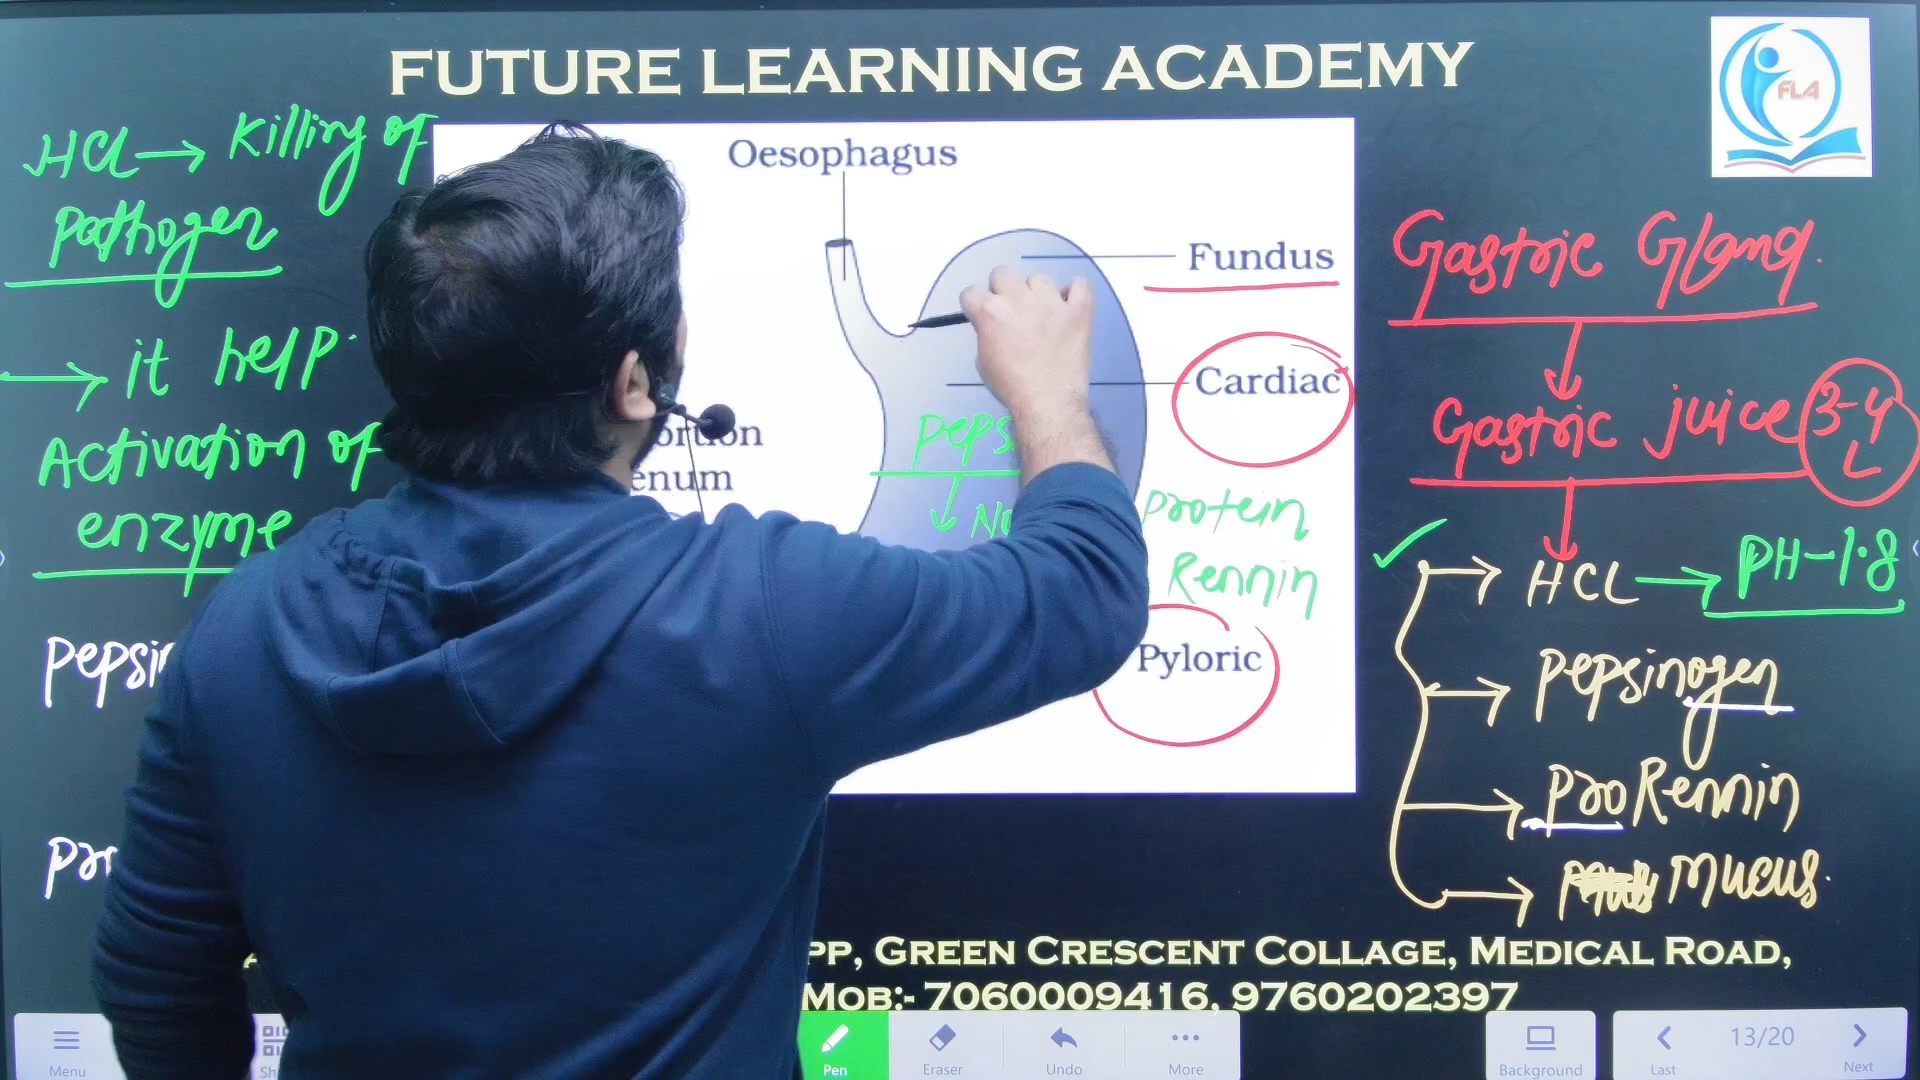 FUTURE LEARNING ACADEMY
FLA
HCL → Killing of
pathogen
→ it help
Activation of
enzyme
Oesophagus
Fundus
Cardiac
protein
Rennin
Pyloric
Gastric Gland.
Gastric juice 3-4
L
HCL → PH-1.8
pepsinogen
proRennin
Mucus.
PP, GREEN CRESCENT COLLAGE, MEDICAL ROAD,
MOB:- 7060009416, 9760202397
Menu
Pen
Eraser
Undo
More
Background
Last
13/20
Next